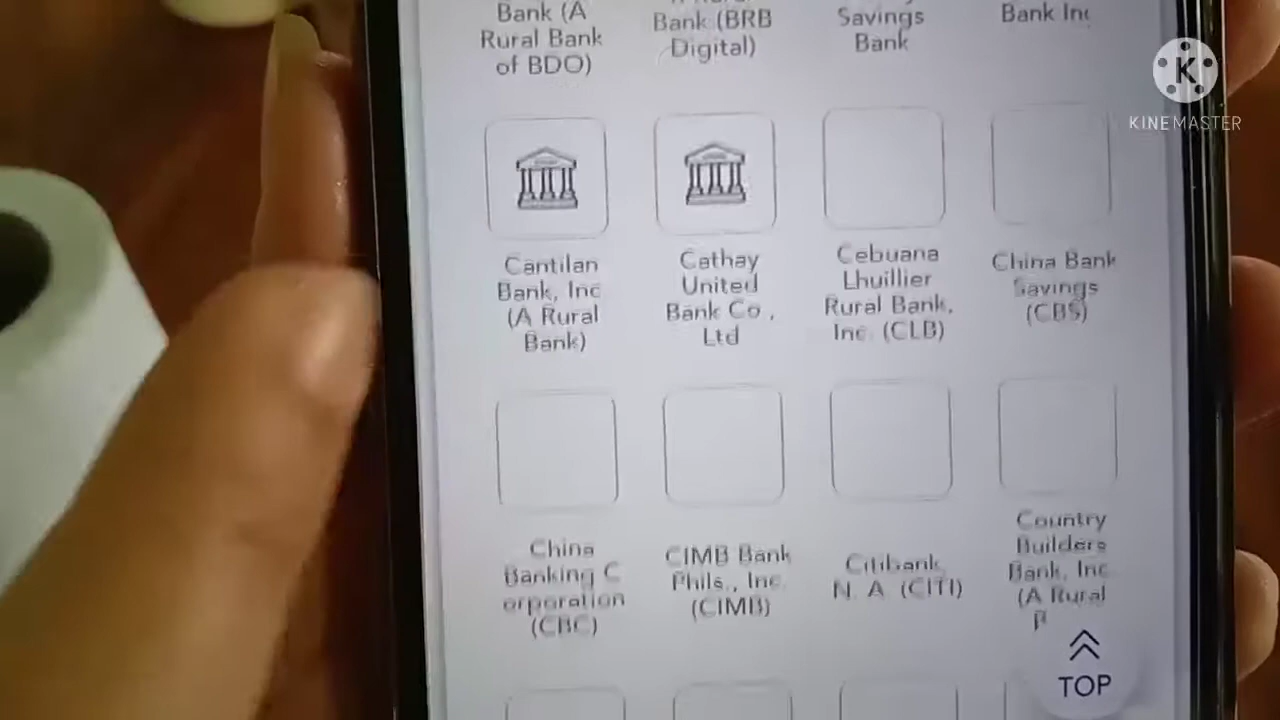 Bank (A
Rural Bank
of BDO)
Bank (BRB
Digital)
Savings
Bank
Bank Inc
K
KINEMASTER
Cantilan
Bank, Inc
(A Rural
Bank)
Cathay
United
Bank Co.,
Ltd
Cebuana
Lhuillier
Rural Bank,
Inc. (CLB)
China Bank
Savings
(CBS)
China
Banking C
orporation
(CBC)
CIMB Bank
Phils., Inc.
(CIMB)
Citibank,
N. A. (CITI)
Country
Builders
Bank, Inc.
(A Rural
TOP